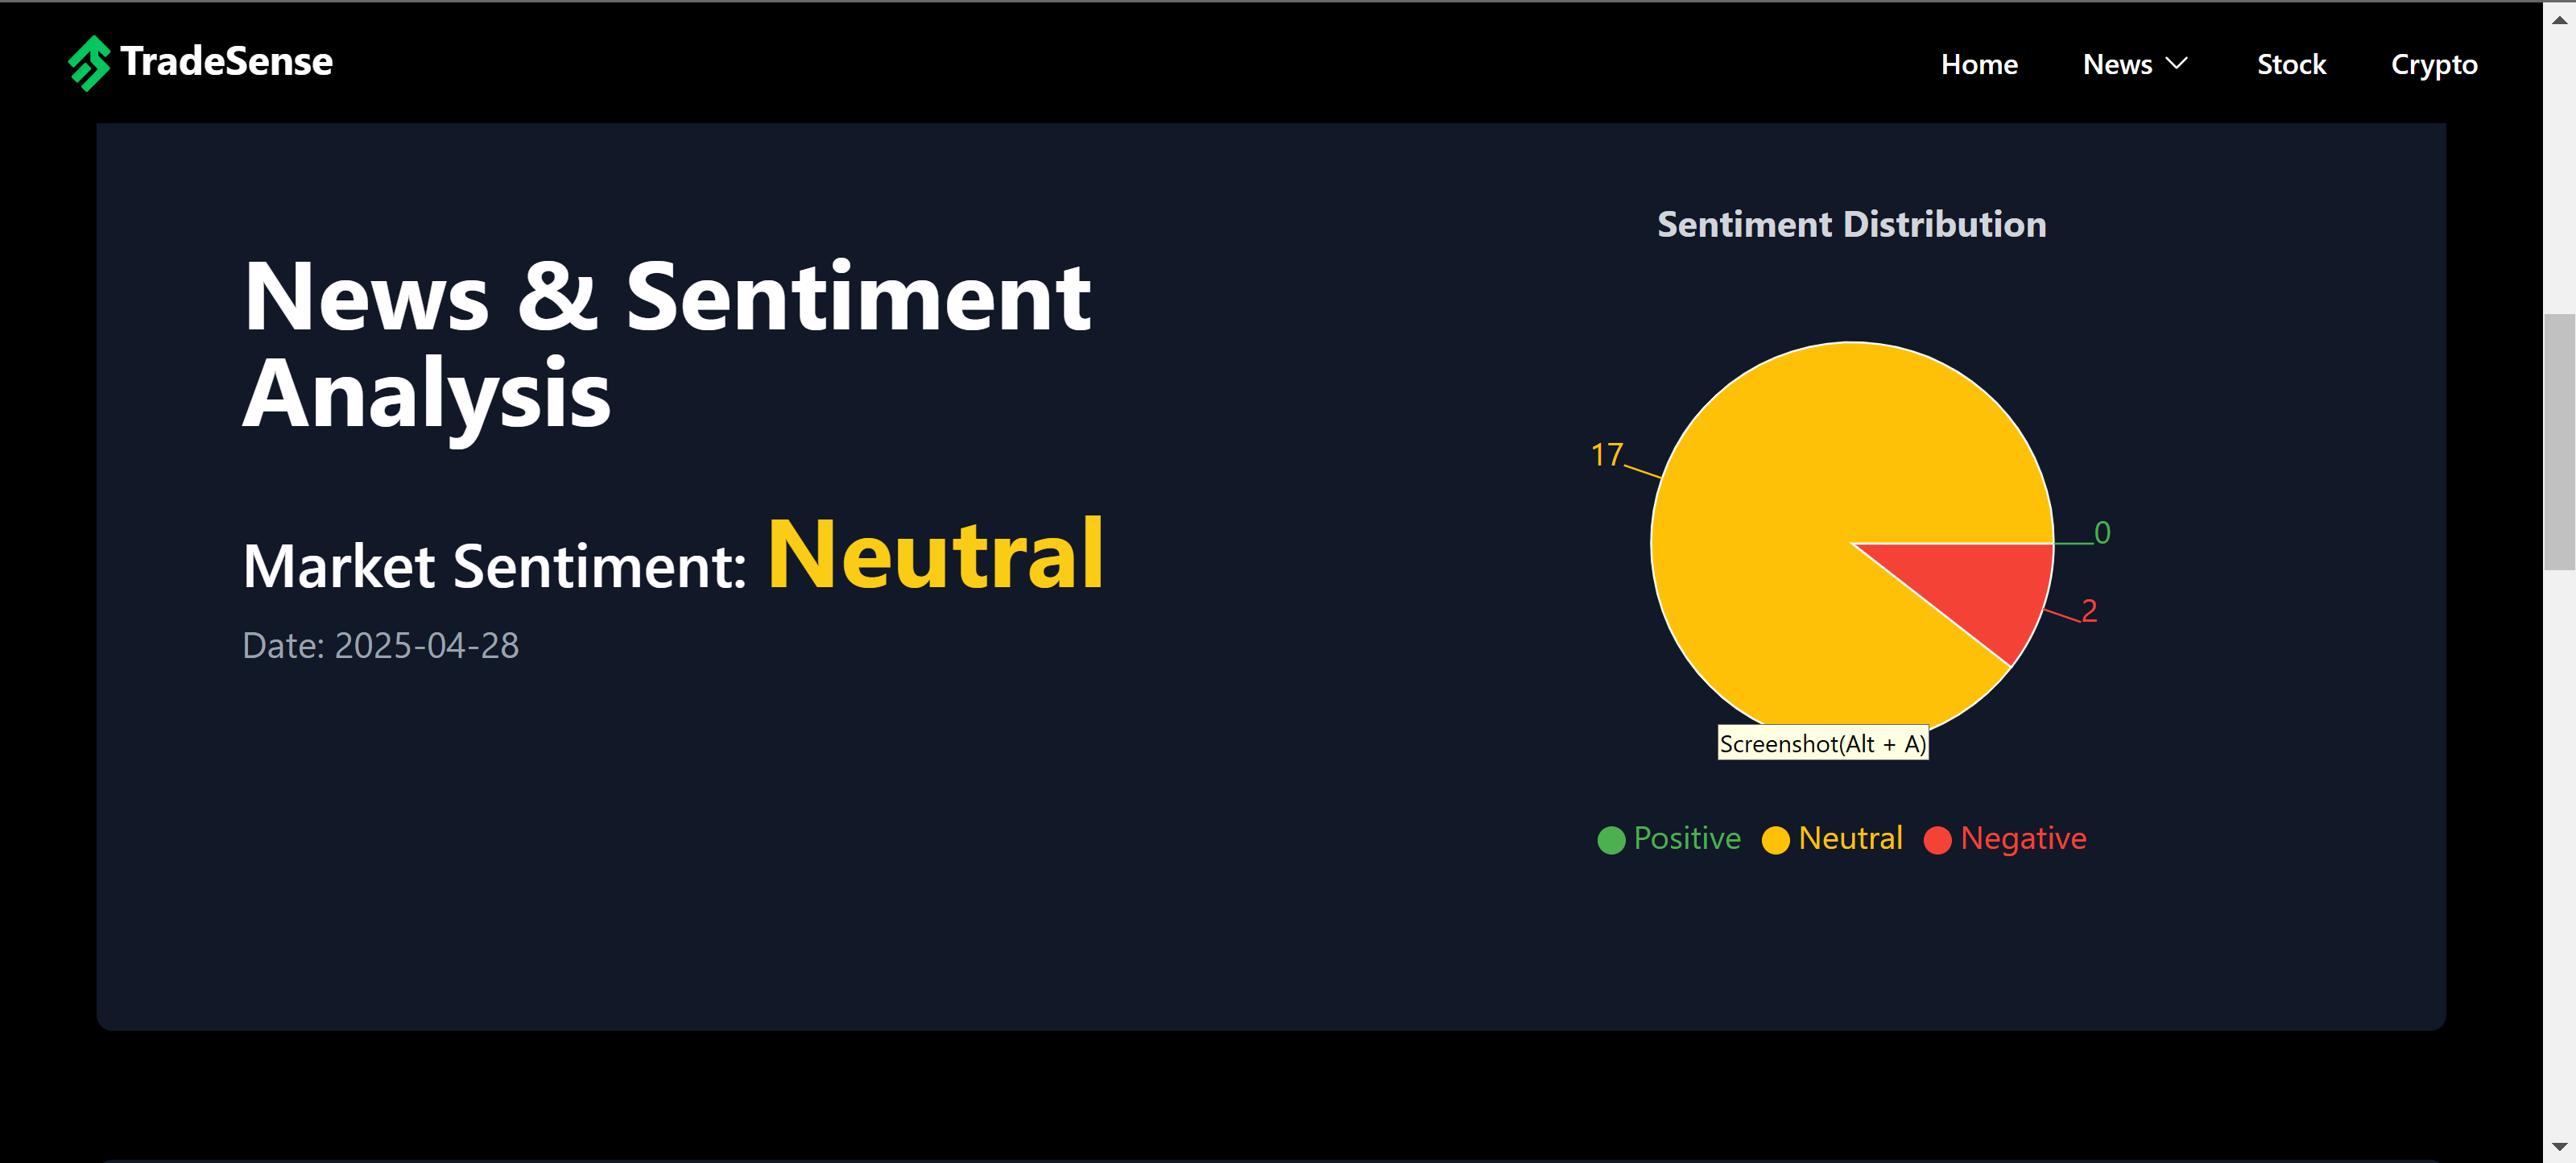 TradeSense
Home News Stock Crypto
News & Sentiment
Analysis
Market Sentiment: Neutral
Date: 2025-04-28
Sentiment Distribution
17
0
2
Screenshot(Alt + A)
Positive Neutral Negative